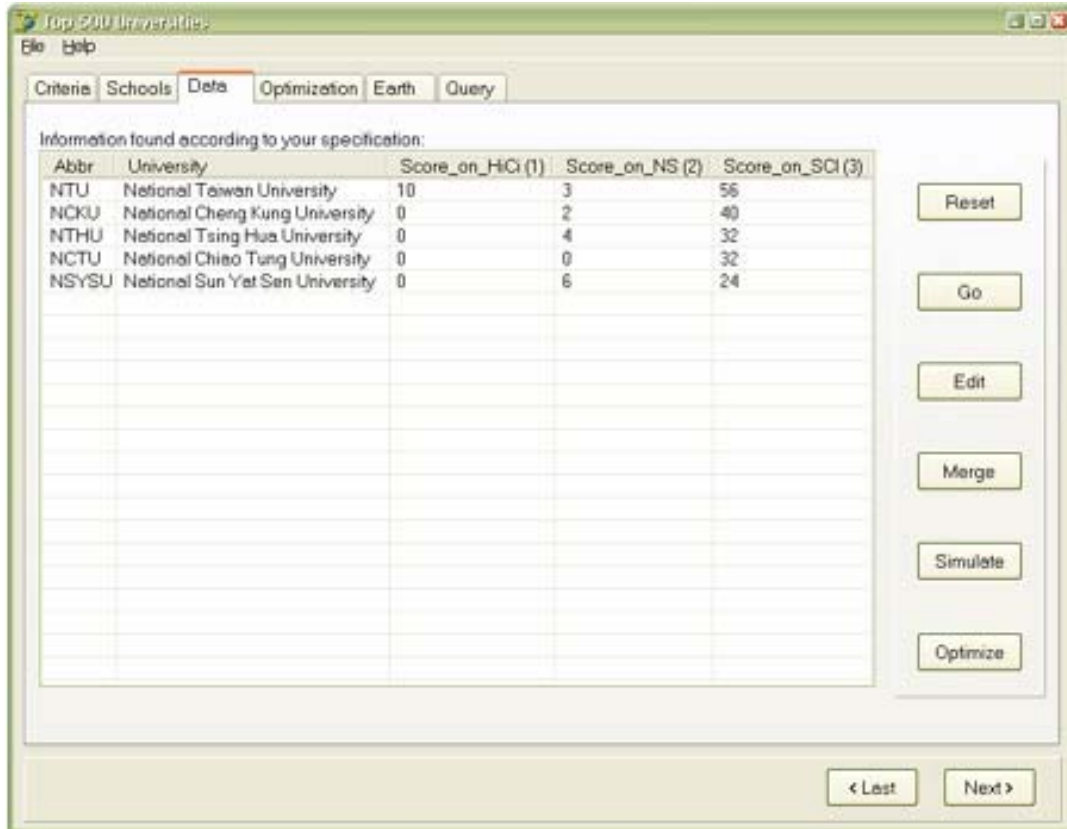 Top 500 Universities
File Help
Criteria Schools Data Optimization Earth Query
Information found according to your specification:
Abbr University Score_on_HiCi (1) Score_on_NS (2) Score_on_SCI (3)
NTU National Taiwan University 10 3 56
NCKU National Cheng Kung University 0 2 40
NTHU National Tsing Hua University 0 4 32
NCTU National Chiao Tung University 0 0 32
NSYSU National Sun Yat Sen University 0 6 24
Reset
Go
Edit
Merge
Simulate
Optimize
< Last Next >